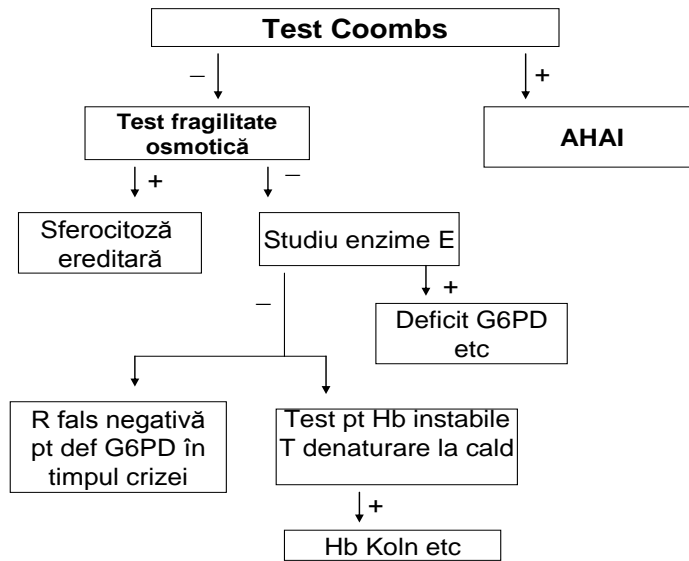 Test Coombs
–
+
Test fragilitate
osmotică
AHAI
+
–
Sferocitoză
ereditară
Studiu enzime E
–
+
Deficit G6PD
etc
R fals negativă
pt def G6PD în
timpul crizei
Test pt Hb instabile
T denaturare la cald
+
Hb Koln etc